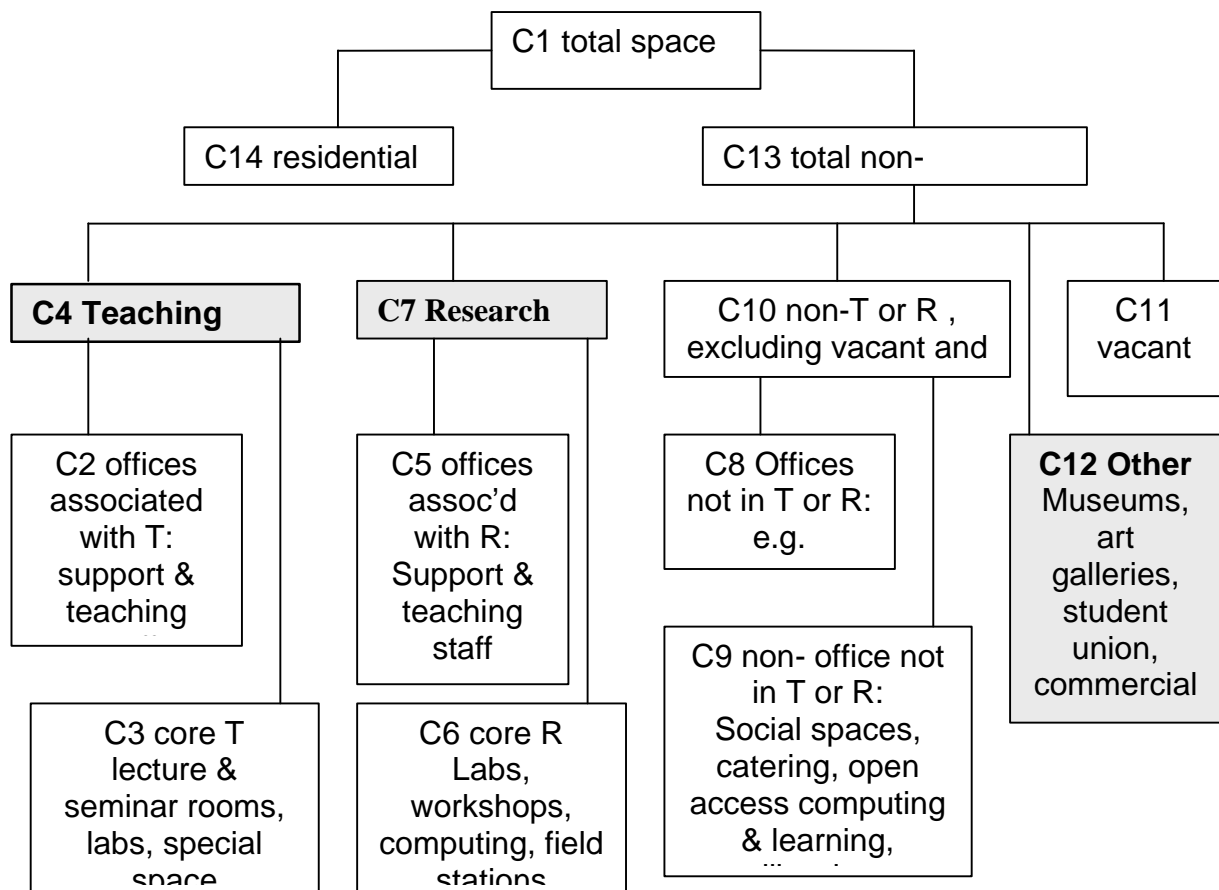 C1 total space
C14 residential
C13 total non-
C4 Teaching
C7 Research
C10 non-T or R ,
excluding vacant and
C11
vacant
C2 offices
associated
with T:
support &
teaching
C5 offices
assoc’d
with R:
Support &
teaching
staff
C8 Offices
not in T or R:
e.g.
C12 Other
Museums,
art
galleries,
student
union,
commercial
C3 core T
lecture &
seminar rooms,
labs, special
space
C6 core R
Labs,
workshops,
computing, field
stations
C9 non- office not
in T or R:
Social spaces,
catering, open
access computing
& learning,